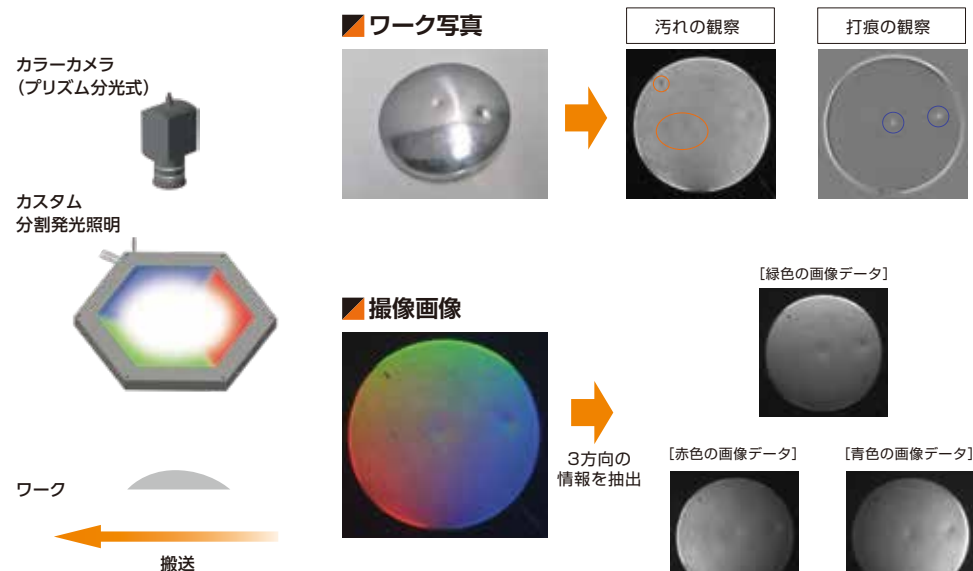 カラーカメラ
（プリズム分光式）
カスタム
分割発光照明
ワーク
搬送
ワーク写真
汚れの観察
打痕の観察
撮像画像
3方向の
情報を抽出
[緑色の画像データ]
[赤色の画像データ]
[青色の画像データ]